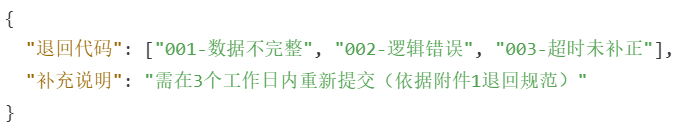 {
  "退回代码": ["001-数据不完整", "002-逻辑错误", "003-超时未补正"],
  "补充说明": "需在3个工作日内重新提交（依据附件1退回规范）"
}